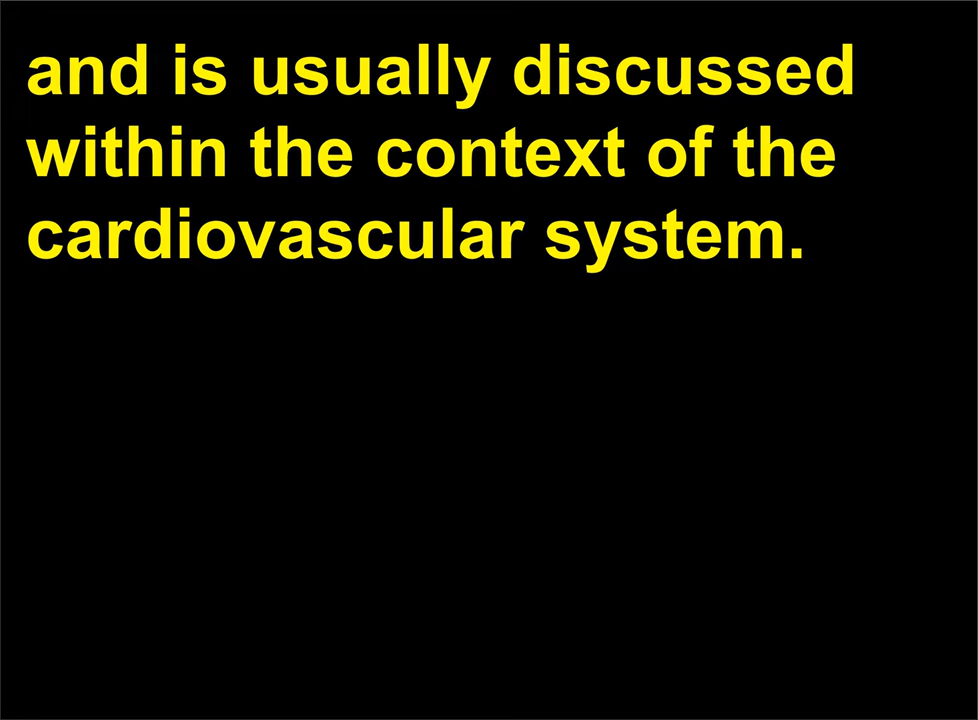 and is usually discussed
within the context of the
cardiovascular system.